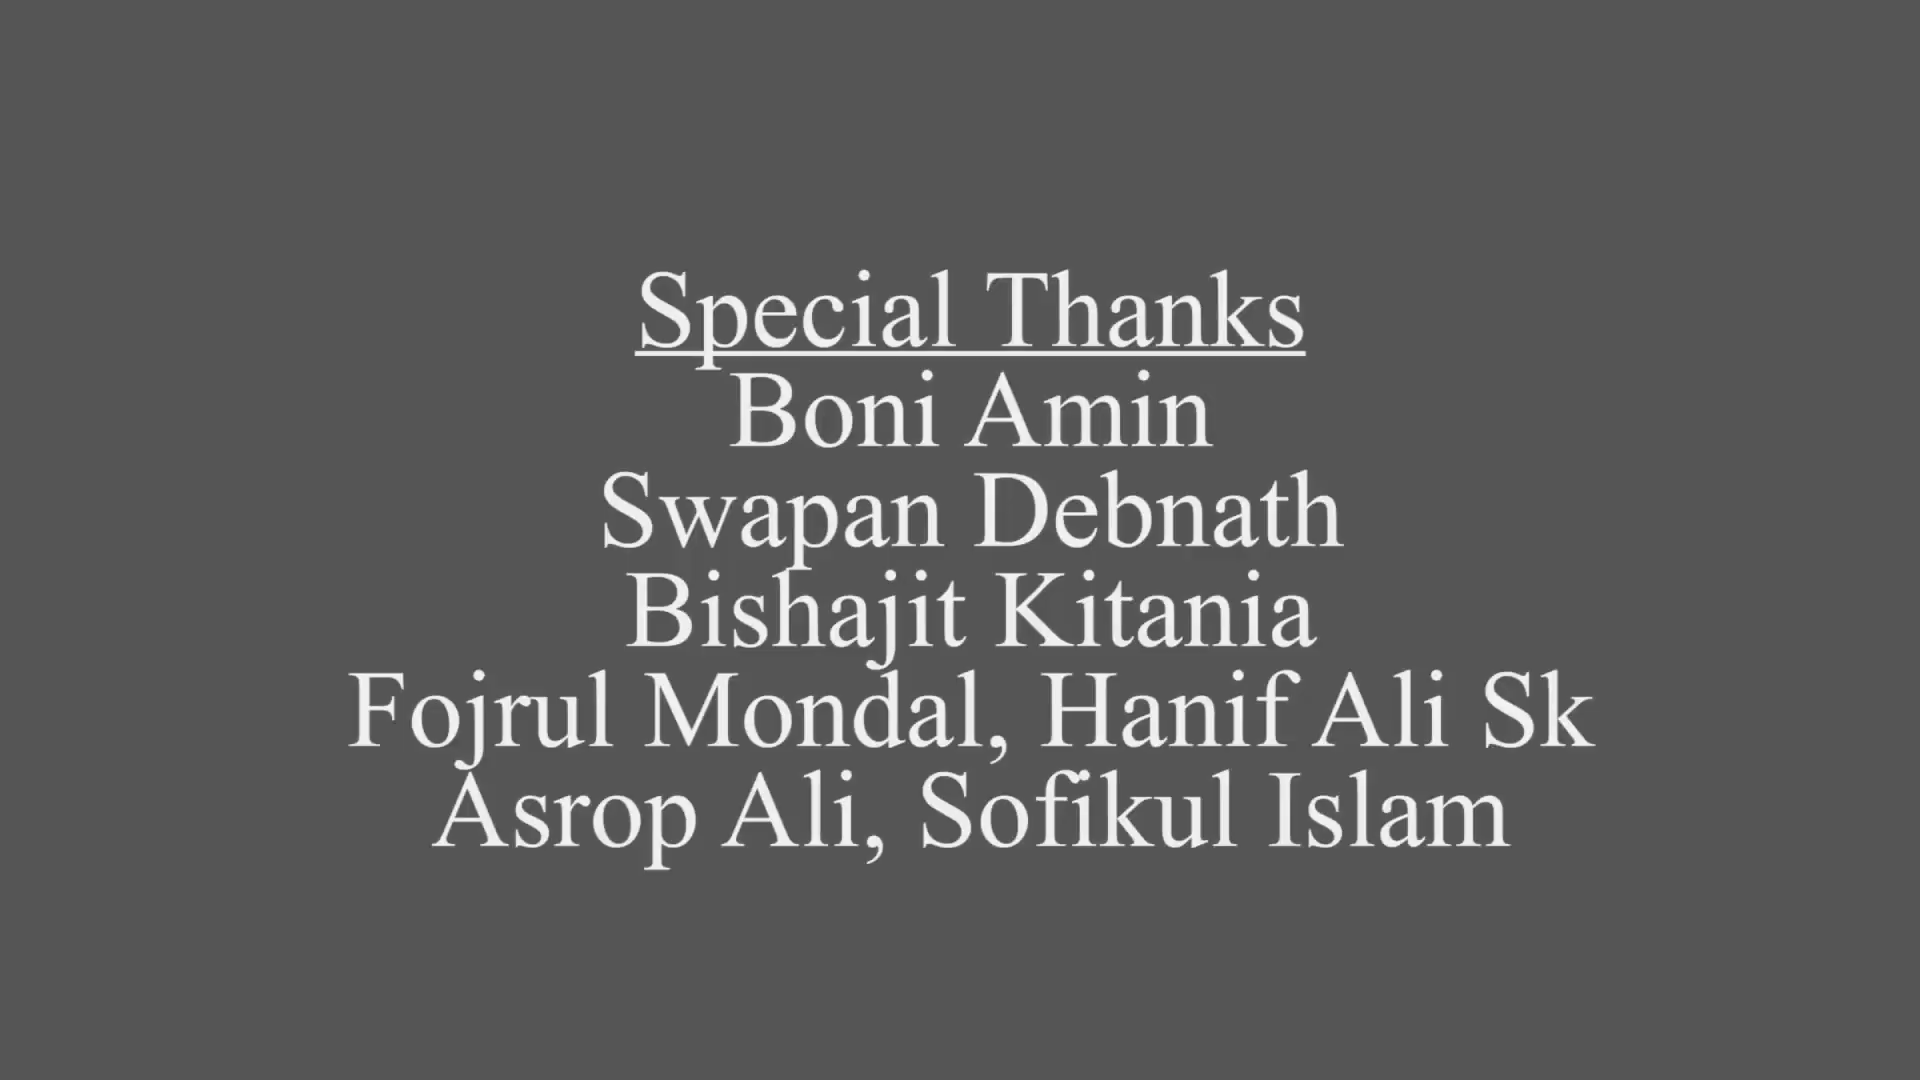 Special Thanks
Boni Amin
Swapan Debnath
Bishajit Kitania
Fojrul Mondal, Hanif Ali Sk
Asrop Ali, Sofikul Islam